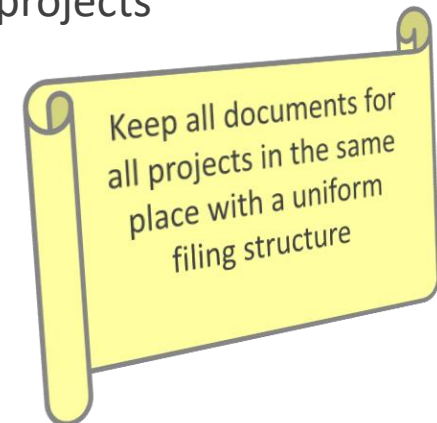 projects
Keep all documents for
all projects in the same
place with a uniform
filing structure